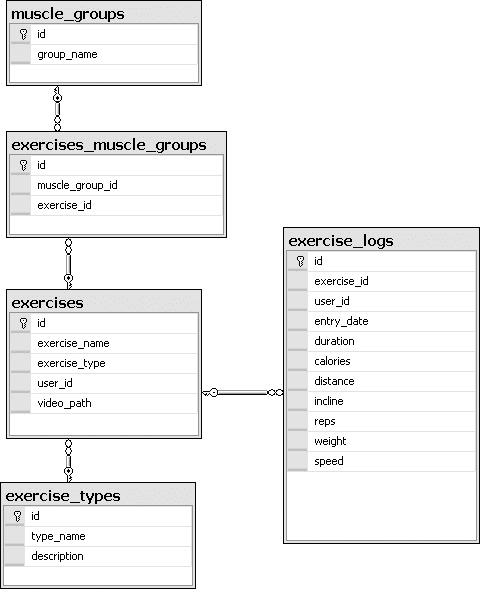 muscle_groups
id
group_name
exercises_muscle_groups
id
muscle_group_id
exercise_id
exercises
id
exercise_name
exercise_type
user_id
video_path
exercise_types
id
type_name
description
exercise_logs
id
exercise_id
user_id
entry_date
duration
calories
distance
incline
reps
weight
speed